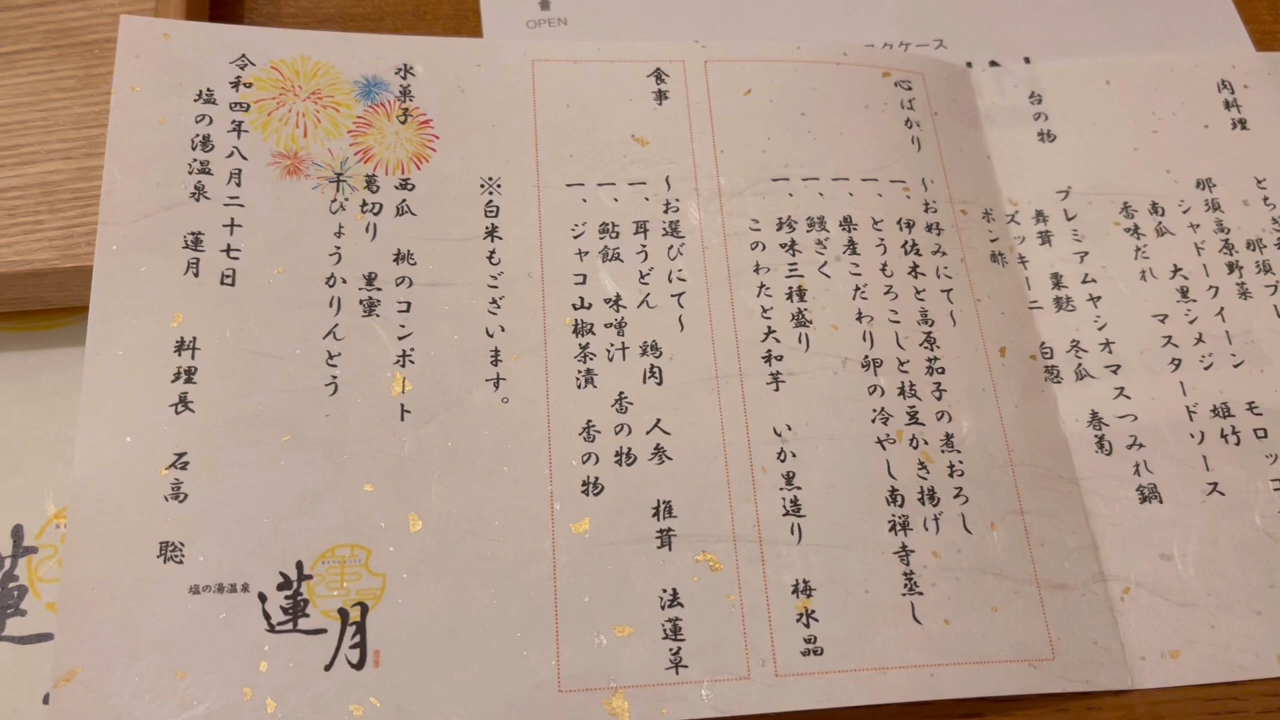 OPEN
スクケース
肉料理
とちぎ
那須プレ
モロッコ
那須高原野菜
シャドークイーン 姫竹
南瓜 大黒シメジ マスタードソース
香味だれ
台の物
プレミアムヤシオマスつみれ鍋
舞茸 粟麩 冬瓜 春菊
ズッキーニ 白葱
ポン酢
心ばかり
～お好みにて～
一、伊佐木と高原茄子の煮おろし
一、とうもろこしと枝豆かき揚げ
一、県産こだわり卵の冷やし南禅寺蒸し
一、鰻ざく
一、珍味三種盛り
このわたと大和芋 いか黒造り 梅水晶
食事
～お選びにて～
一、耳うどん 鶏肉 人参 椎茸 法蓮草
一、鮎飯 味噌汁 香の物
一、ジャコ山椒茶漬 香の物
※白米もございます。
水菓子
西瓜 桃のコンポート
葛切り 黒蜜
干ぴょうかりんとう
令和四年八月二十七日
塩の湯温泉 蓮月
料理長 石高 聡
塩の湯温泉
蓮月